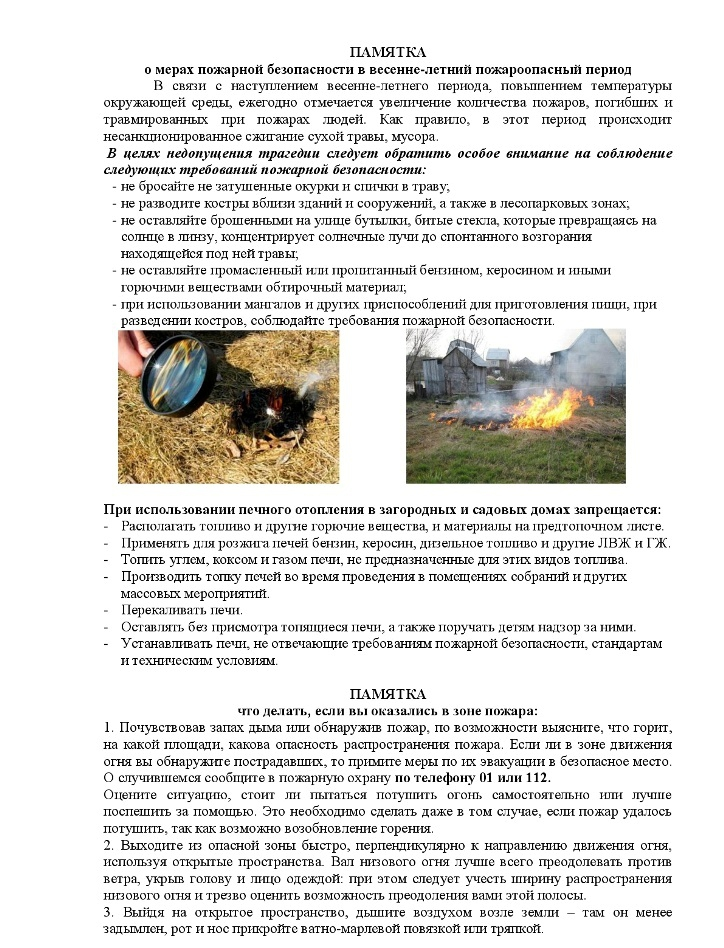 ПАМЯТКА
о мерах пожарной безопасности в весенне-летний пожароопасный период
В связи с наступлением весенне-летнего периода, повышением температуры
окружающей среды, ежегодно отмечается увеличение количества пожаров, погибших и
травмированных при пожарах людей. Как правило, в этот период происходит
несанкционированное сжигание сухой травы, мусора.
В целях недопущения трагедии следует обратить особое внимание на соблюдение
следующих требований пожарной безопасности:
- не бросайте не затушенные окурки и спички в траву;
- не разводите костры вблизи зданий и сооружений, а также в лесопарковых зонах;
- не оставляйте брошенными на улице бутылки, битые стекла, которые превращаясь на
солнце в линзу, концентрирует солнечные лучи до спонтанного возгорания
находящейся под ней травы;
- не оставляйте промасленный или пропитанный бензином, керосином и иными
горючими веществами обтирочный материал;
- при использовании мангалов и других приспособлений для приготовления пищи, при
разведении костров, соблюдайте требования пожарной безопасности.
При использовании печного отопления в загородных и садовых домах запрещается:
- Располагать топливо и другие горючие вещества, и материалы на предтопочном листе.
- Применять для розжига печей бензин, керосин, дизельное топливо и другие ЛВЖ и ГЖ.
- Топить углем, коксом и газом печи, не предназначенные для этих видов топлива.
- Производить топку печей во время проведения в помещениях собраний и других
массовых мероприятий.
- Перекаливать печи.
- Оставлять без присмотра топящиеся печи, а также поручать детям надзор за ними.
- Устанавливать печи, не отвечающие требованиям пожарной безопасности, стандартам
и техническим условиям.
ПАМЯТКА
что делать, если вы оказались в зоне пожара:
1. Почувствовав запах дыма или обнаружив пожар, по возможности выясните, что горит,
на какой площади, какова опасность распространения пожара. Если ли в зоне движения
огня вы обнаружите пострадавших, то примите меры по их эвакуации в безопасное место.
О случившемся сообщите в пожарную охрану по телефону 01 или 112.
Оцените ситуацию, стоит ли пытаться потушить огонь самостоятельно или лучше
поспешить за помощью. Это необходимо сделать даже в том случае, если пожар удалось
потушить, так как возможно возобновление горения.
2. Выходите из опасной зоны быстро, перпендикулярно к направлению движения огня,
используя открытые пространства. Вал низового огня лучше всего преодолевать против
ветра, укрыв голову и лицо одеждой: при этом следует учесть ширину распространения
низового огня и трезво оценить возможность преодоления вами этой полосы.
3. Выйдя на открытое пространство, дышите воздухом возле земли – там он менее
задымлен, рот и нос прикройте ватно-марлевой повязкой или тряпкой.